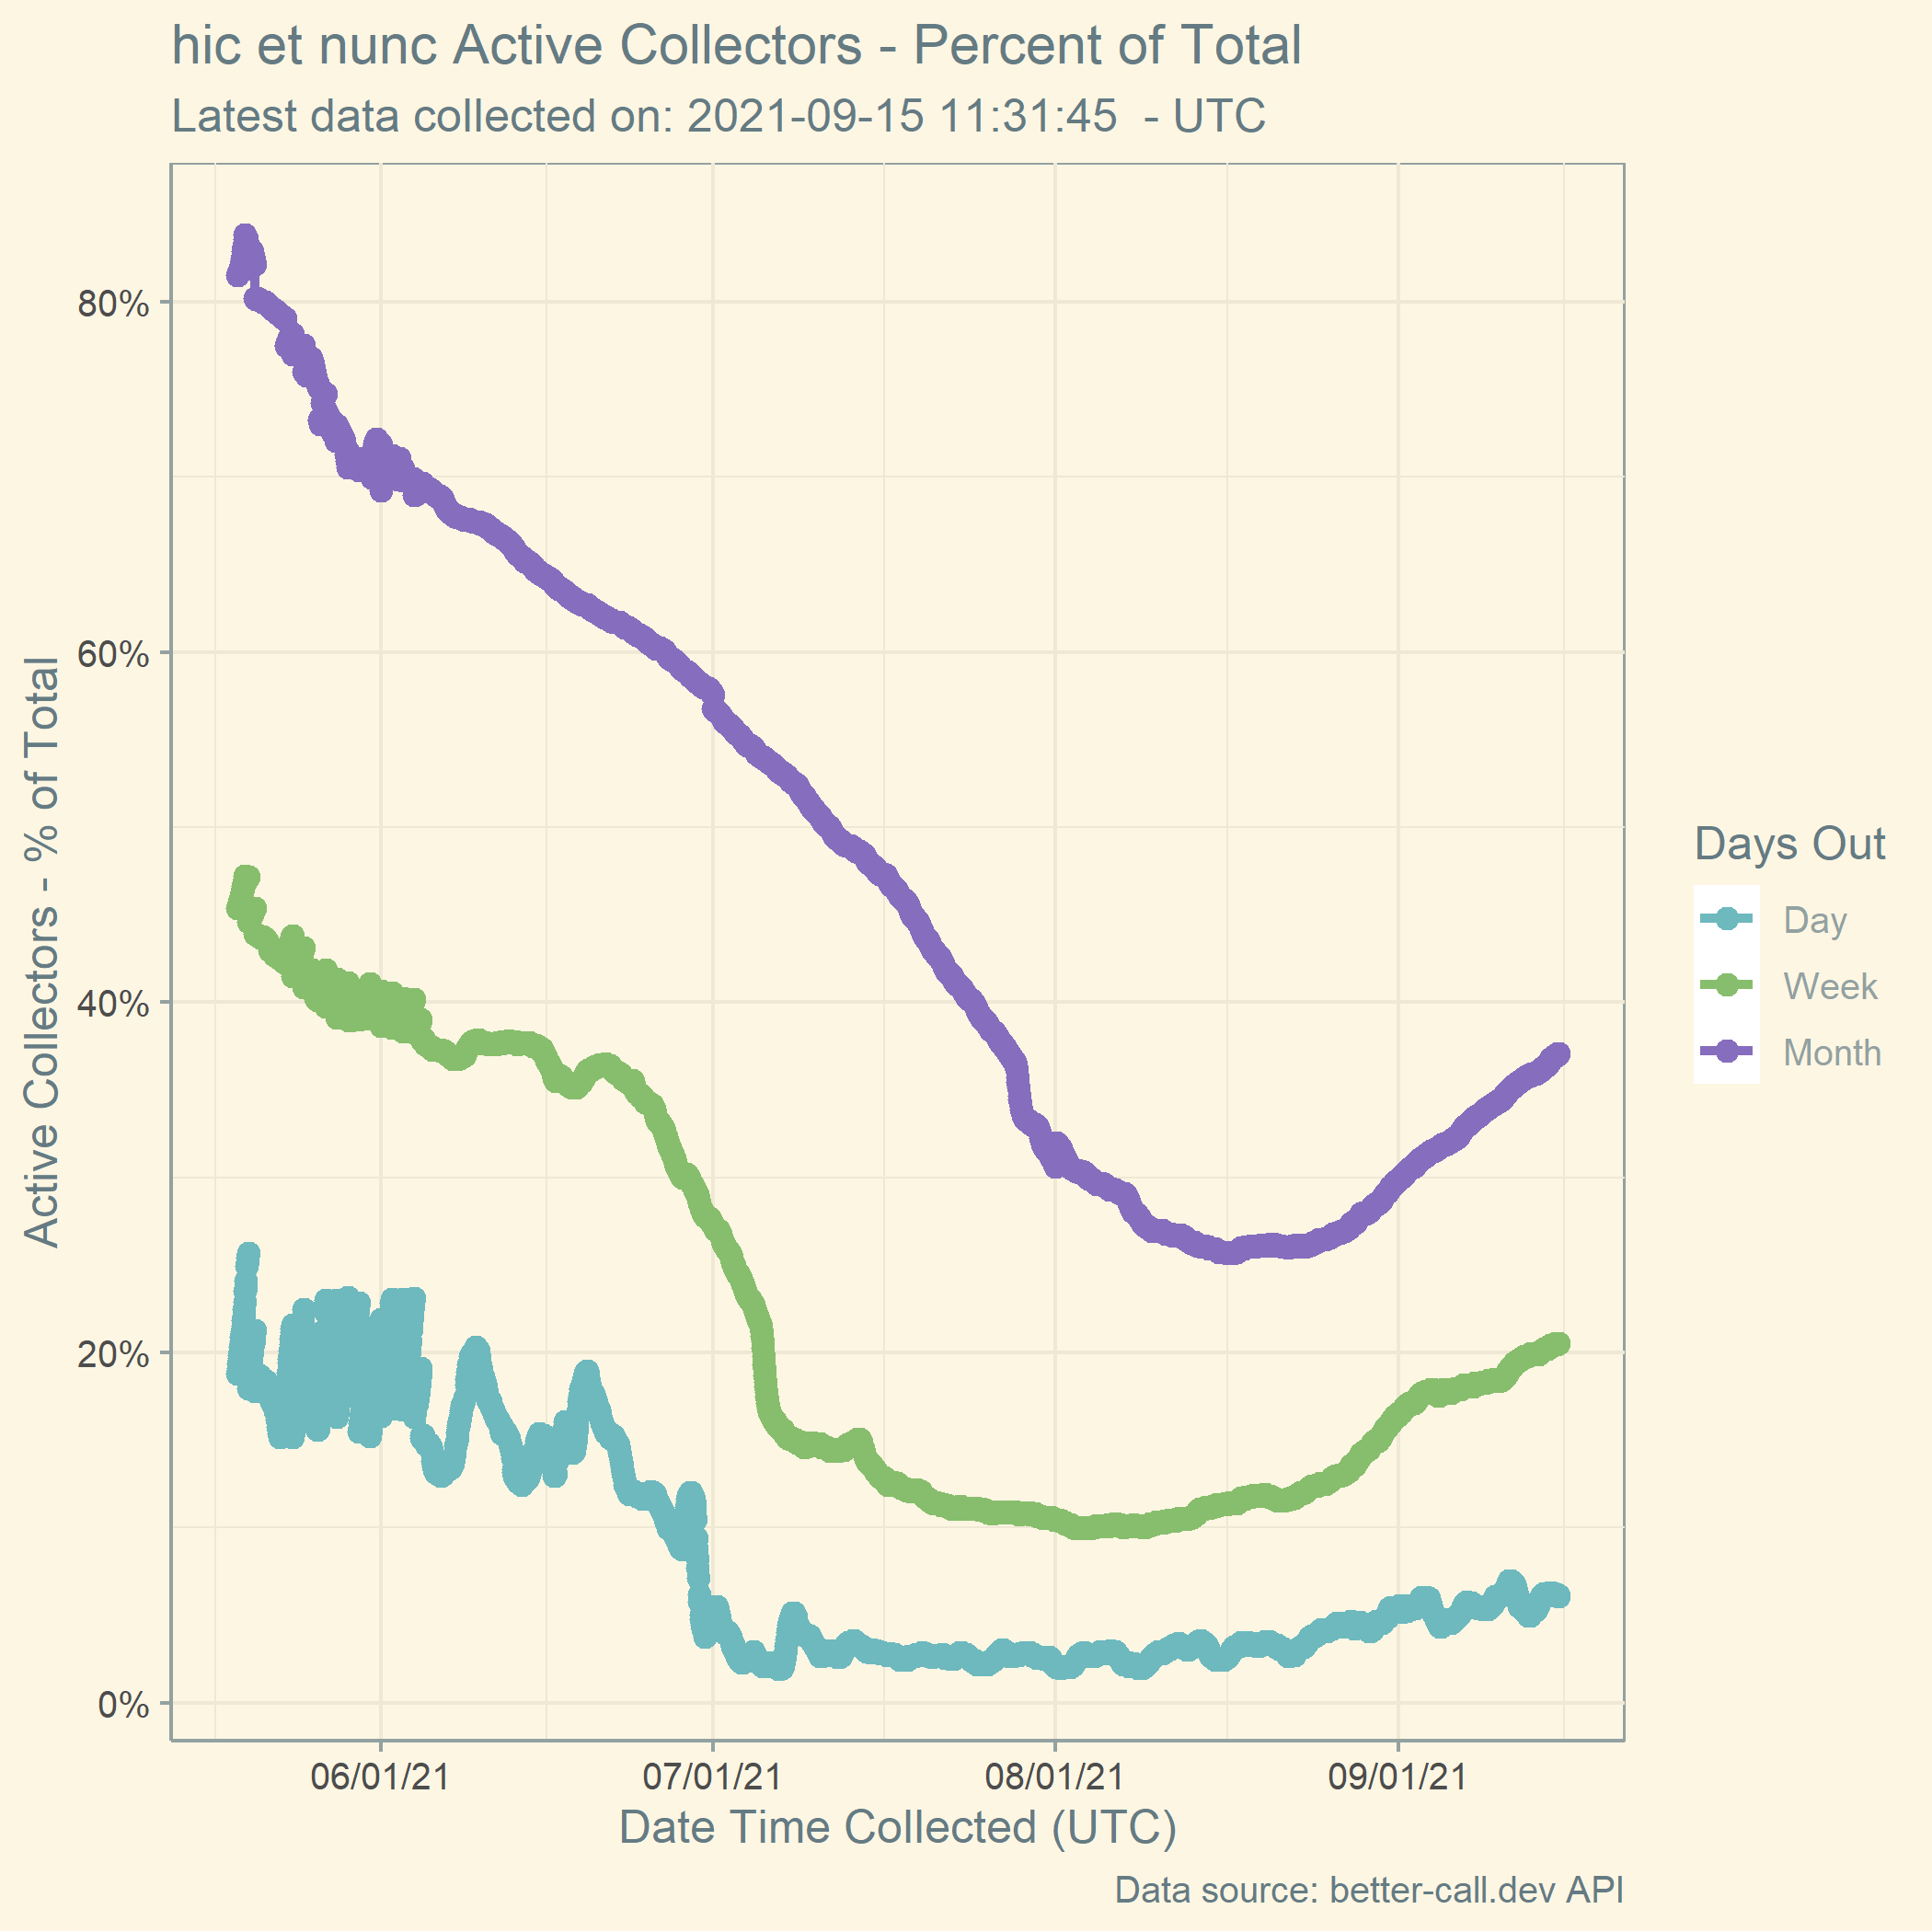 hic et nunc Active Collectors - Percent of Total
Latest data collected on: 2021-09-15 11:31:45  - UTC
Active Collectors - % of Total
80%
60%
40%
20%
0%
06/01/21
07/01/21
08/01/21
09/01/21
Date Time Collected (UTC)
Days Out
Day
Week
Month
Data source: better-call.dev API